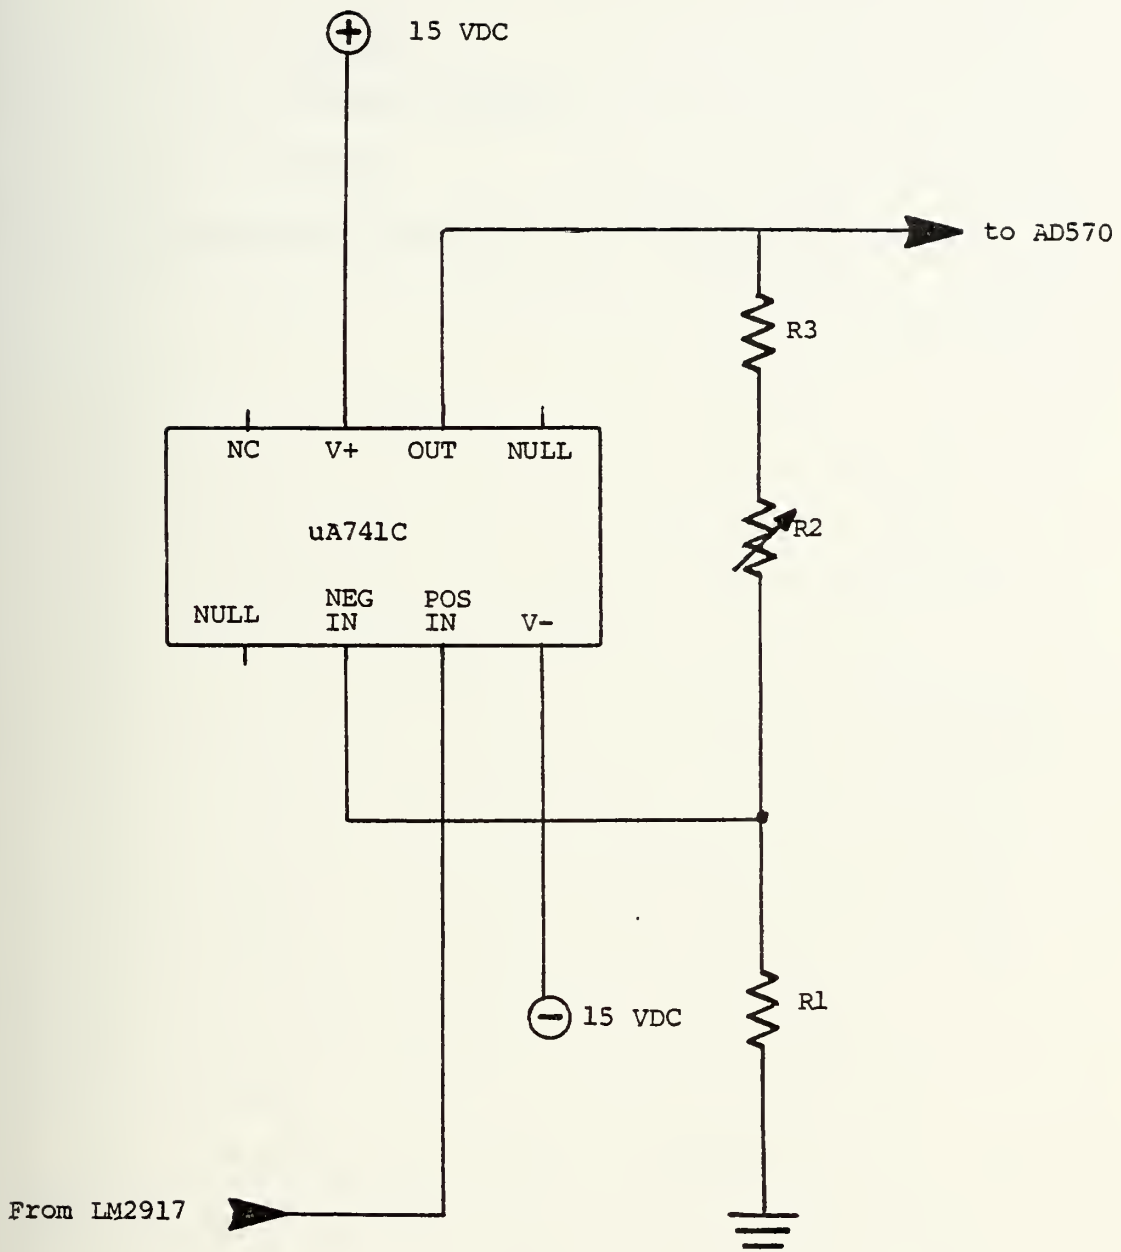 15 VDC
to AD570
R3
NC V+ OUT NULL
R2
uA741C
NULL NEG IN POS IN V-
15 VDC
R1
From LM2917